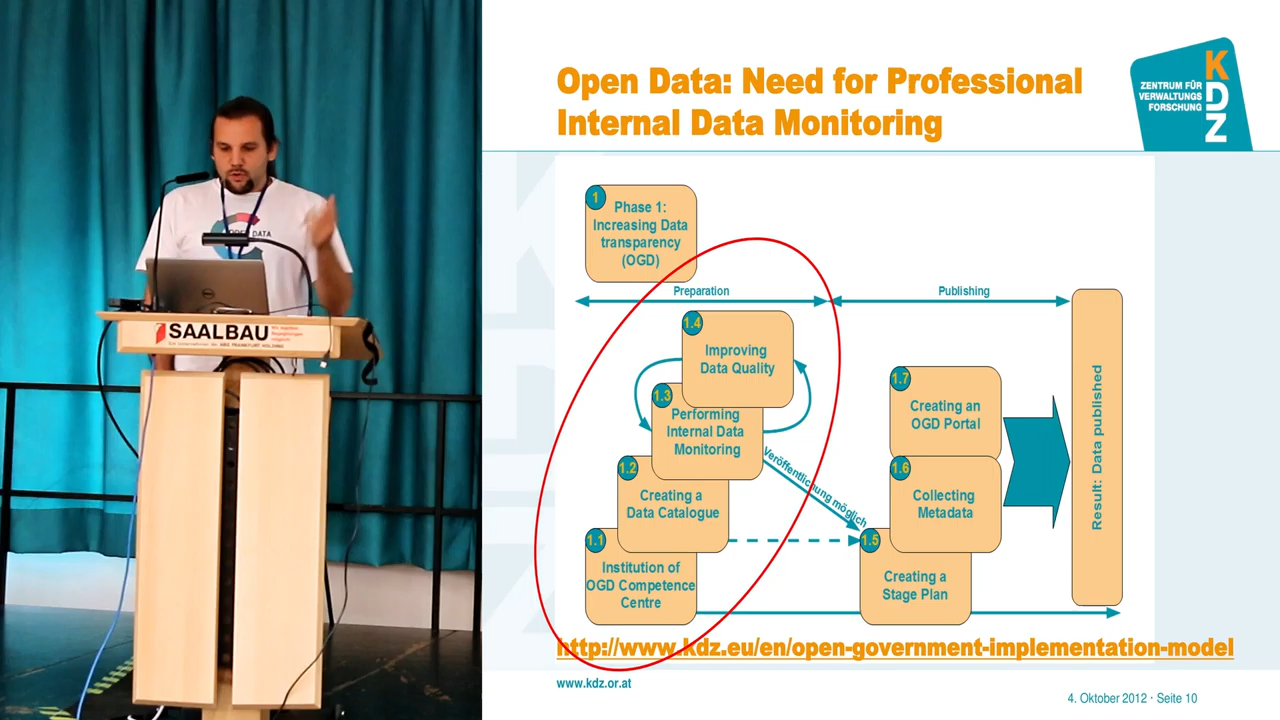 Open Data: Need for Professional
Internal Data Monitoring
KDZ
ZENTRUM FÜR
VERWALTUNGS
FORSCHUNG
1
Phase 1:
Increasing Data
transparency
(OGD)
Preparation
Publishing
1.4
Improving
Data Quality
1.3
Performing
Internal Data
Monitoring
1.2
Creating a
Data Catalogue
1.1
Institution of
OGD Competence
Centre
Veröffentlichung möglich
1.7
Creating an
OGD Portal
1.6
Collecting
Metadata
1.5
Creating a
Stage Plan
Result: Data published
http://www.kdz.eu/en/open-government-implementation-model
www.kdz.or.at
4. Oktober 2012 · Seite 10
OPEN DATA
SAALBAU